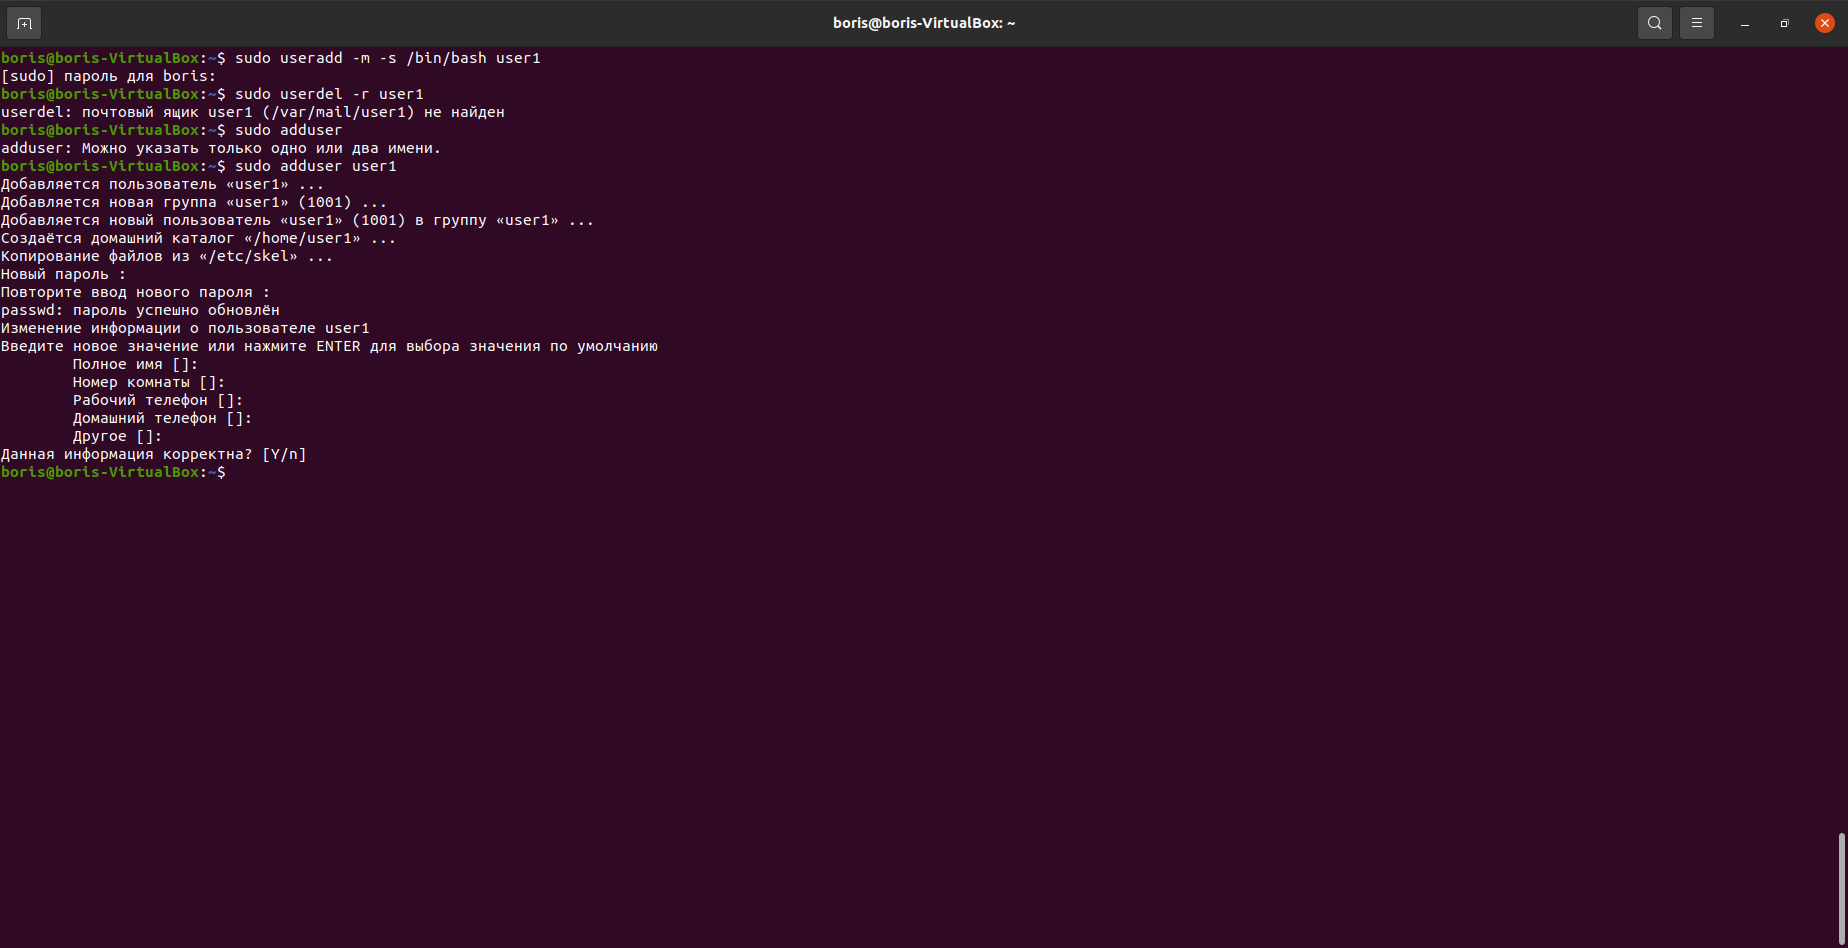 boris@boris-VirtualBox: ~
boris@boris-VirtualBox:~$ sudo useradd -m -s /bin/bash user1
[sudo] пароль для boris:
boris@boris-VirtualBox:~$ sudo userdel -r user1
userdel: почтовый ящик user1 (/var/mail/user1) не найден
boris@boris-VirtualBox:~$ sudo adduser
adduser: Можно указать только одно или два имени.
boris@boris-VirtualBox:~$ sudo adduser user1
Добавляется пользователь «user1» ...
Добавляется новая группа «user1» (1001) ...
Добавляется новый пользователь «user1» (1001) в группу «user1» ...
Создаётся домашний каталог «/home/user1» ...
Копирование файлов из «/etc/skel» ...
Новый пароль :
Повторите ввод нового пароля :
passwd: пароль успешно обновлён
Изменение информации о пользователе user1
Введите новое значение или нажмите ENTER для выбора значения по умолчанию
Полное имя []:
Номер комнаты []:
Рабочий телефон []:
Домашний телефон []:
Другое []:
Данная информация корректна? [Y/n]
boris@boris-VirtualBox:~$